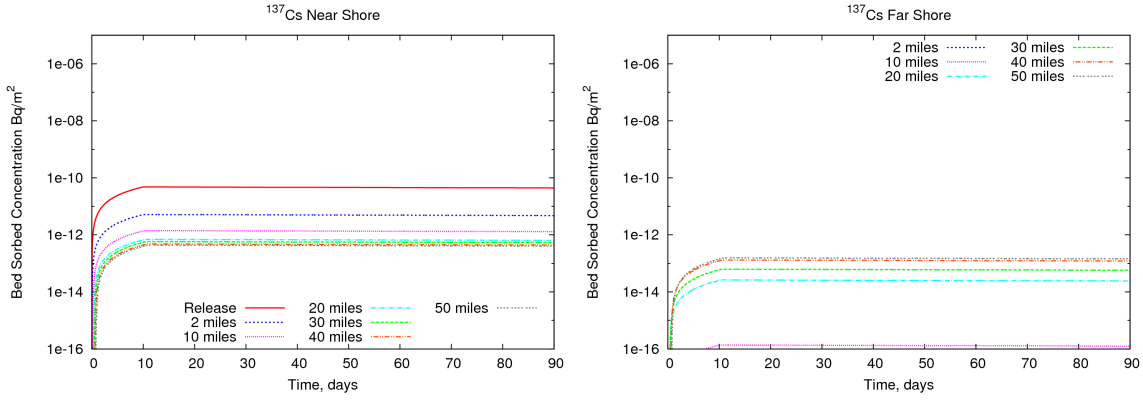 ¹³⁷Cs Near Shore
Bed Sorbed Concentration Bq/m²
1e-06
1e-08
1e-10
1e-12
1e-14
1e-16
Release 20 miles 50 miles
2 miles 30 miles
10 miles 40 miles
0 10 20 30 40 50 60 70 80 90
Time, days
¹³⁷Cs Far Shore
Bed Sorbed Concentration Bq/m²
2 miles 30 miles
10 miles 40 miles
20 miles 50 miles
1e-06
1e-08
1e-10
1e-12
1e-14
1e-16
0 10 20 30 40 50 60 70 80 90
Time, days